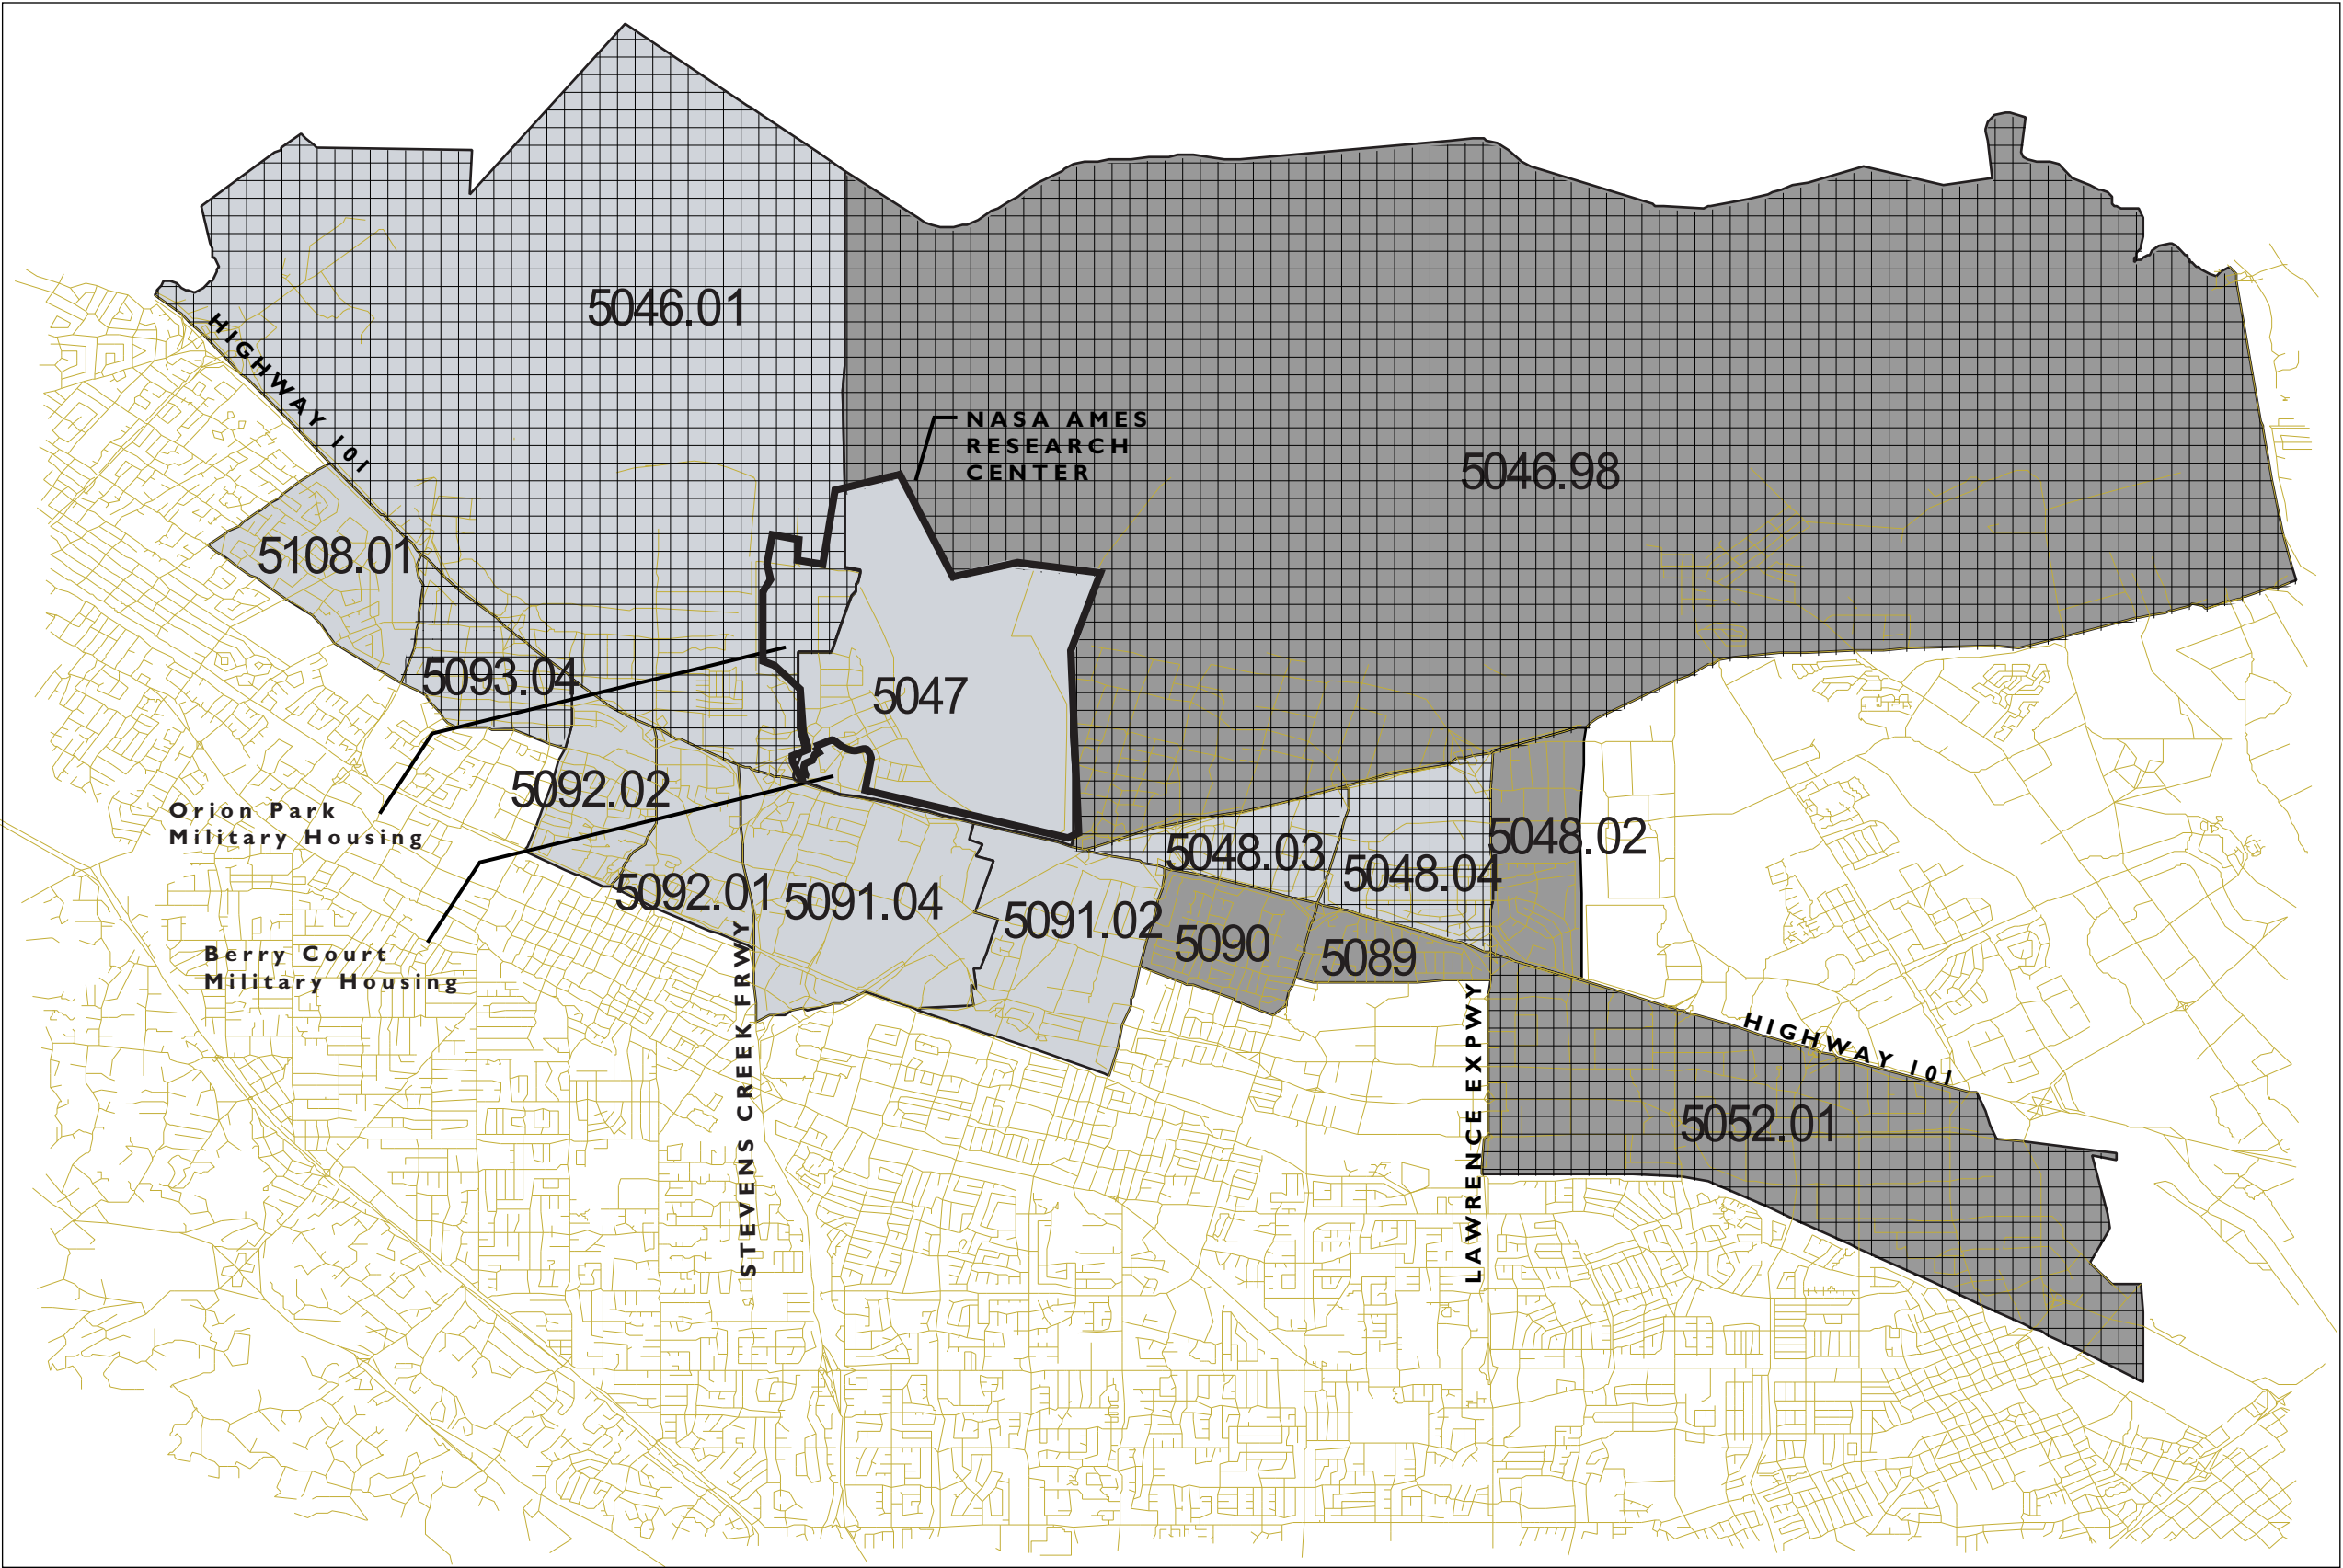 5046.01
HIGHWAY 101
NASA AMES
RESEARCH
CENTER
5046.98
5108.01
5093.04
5047
5092.02
Orion Park
Military Housing
5048.03
5048.04
5048.02
5092.01
5091.04
5091.02
5090
5089
Berry Court
Military Housing
STEVENS CREEK FRWY
LAWRENCE EXPWY
HIGHWAY 101
5052.01